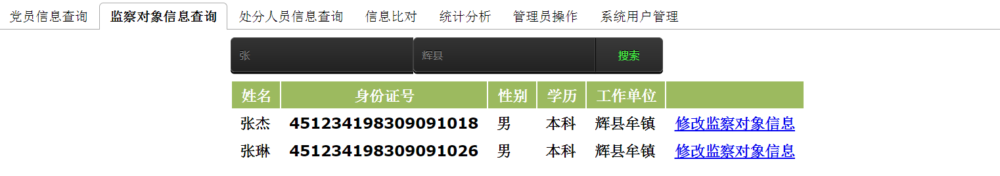 党员信息查询 监察对象信息查询 处分人员信息查询 信息比对 统计分析 管理员操作 系统用户管理
张 辉县 搜索
姓名 身份证号 性别 学历 工作单位
张杰 451234198309091018 男 本科 辉县牟镇 修改监察对象信息
张琳 451234198309091026 男 本科 辉县牟镇 修改监察对象信息